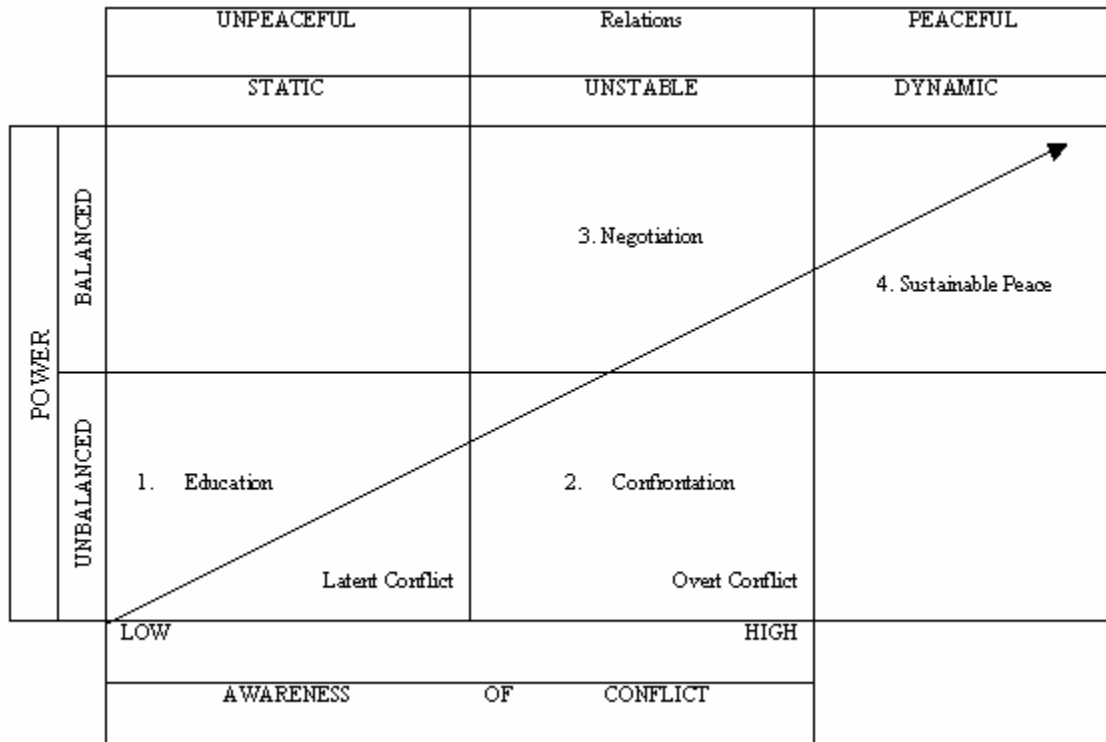 UNPEACEFUL Relations PEACEFUL
STATIC UNSTABLE DYNAMIC
POWER
BALANCED
3. Negotiation
4. Sustainable Peace
UNBALANCED
1. Education
2. Confrontation
Latent Conflict
Overt Conflict
LOW HIGH
AWARENESS OF CONFLICT